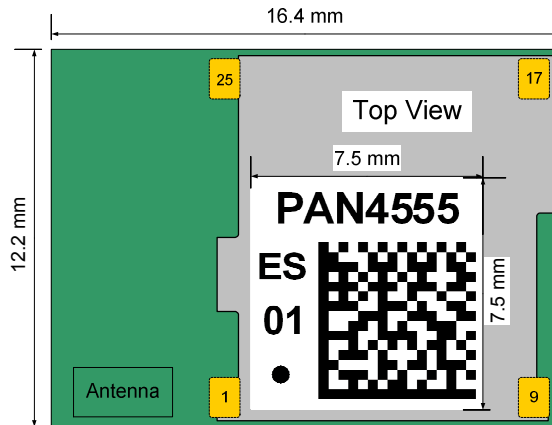 16.4 mm
25
17
Top View
7.5 mm
PAN4555
12.2 mm
ES
7.5 mm
01
Antenna
1
9